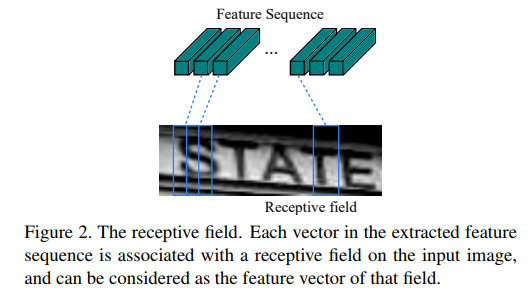 Feature Sequence
...
STATE
Receptive field
Figure 2. The receptive field. Each vector in the extracted feature
sequence is associated with a receptive field on the input image,
and can be considered as the feature vector of that field.